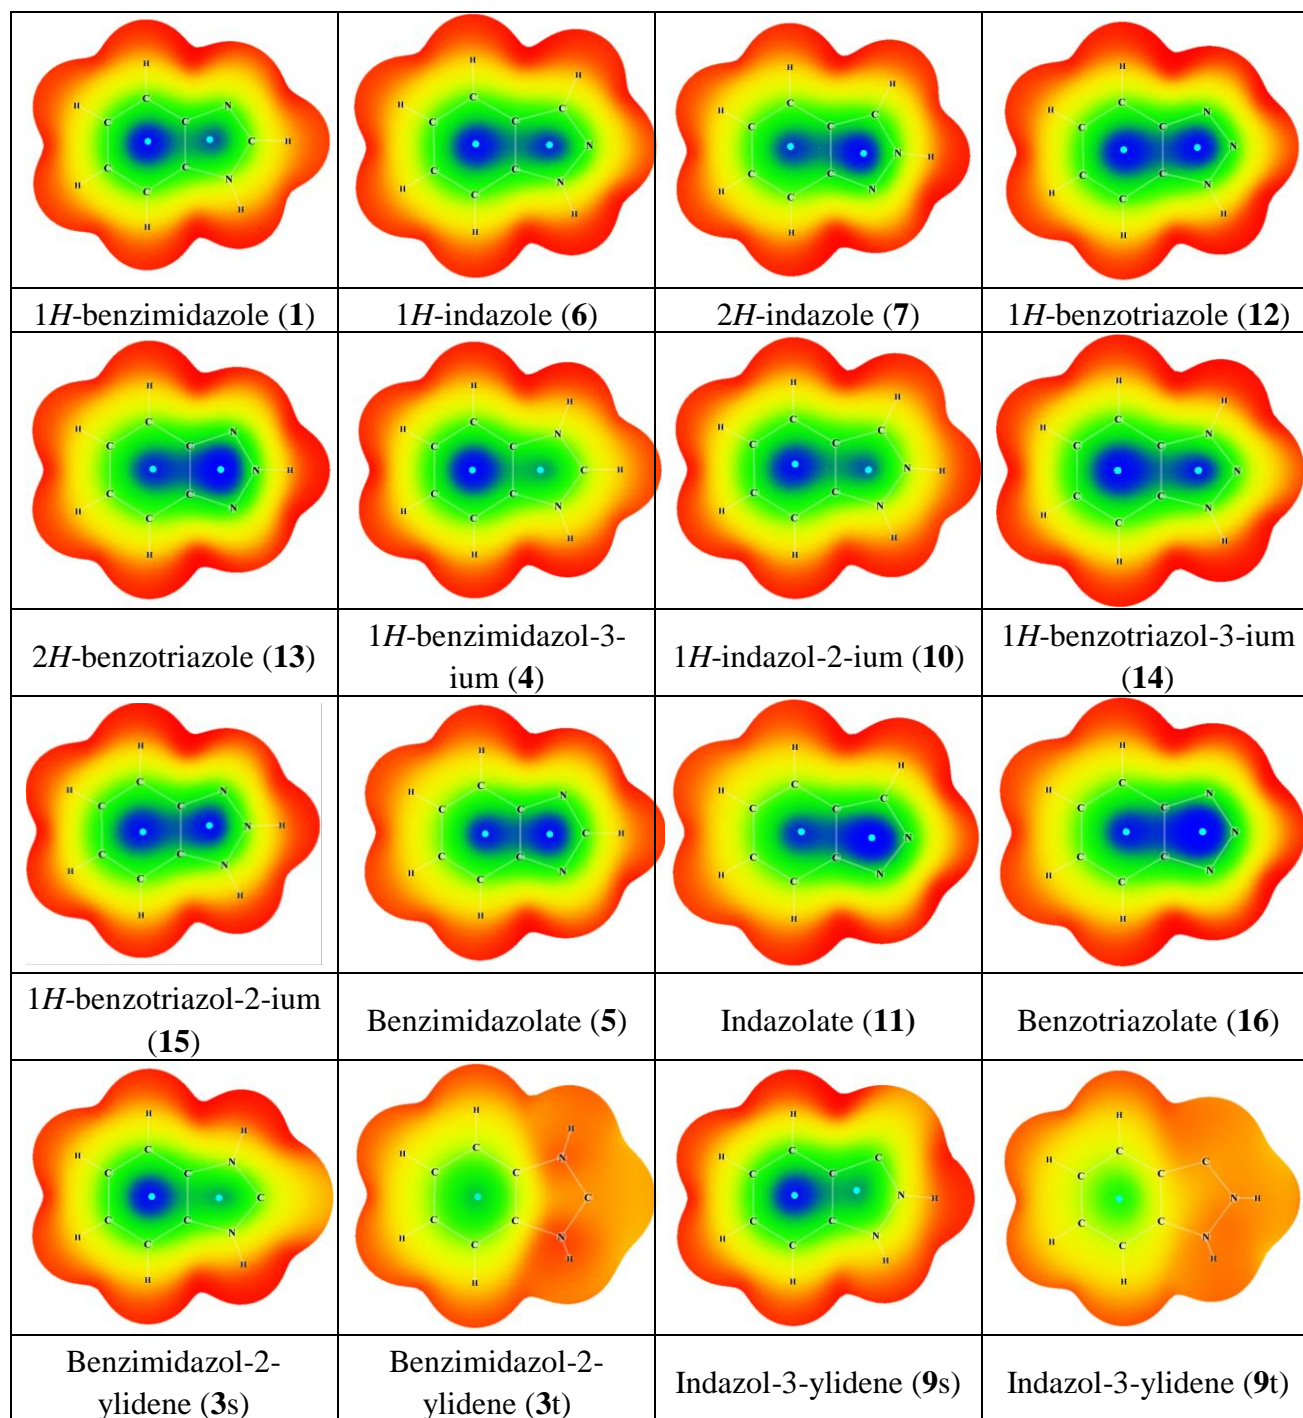 1H-benzimidazole (1)
1H-indazole (6)
2H-indazole (7)
1H-benzotriazole (12)
2H-benzotriazole (13)
1H-benzimidazol-3-
ium (4)
1H-indazol-2-ium (10)
1H-benzotriazol-3-ium
(14)
1H-benzotriazol-2-ium
(15)
Benzimidazolate (5)
Indazolate (11)
Benzotriazolate (16)
Benzimidazol-2-
ylidene (3s)
Benzimidazol-2-
ylidene (3t)
Indazol-3-ylidene (9s)
Indazol-3-ylidene (9t)